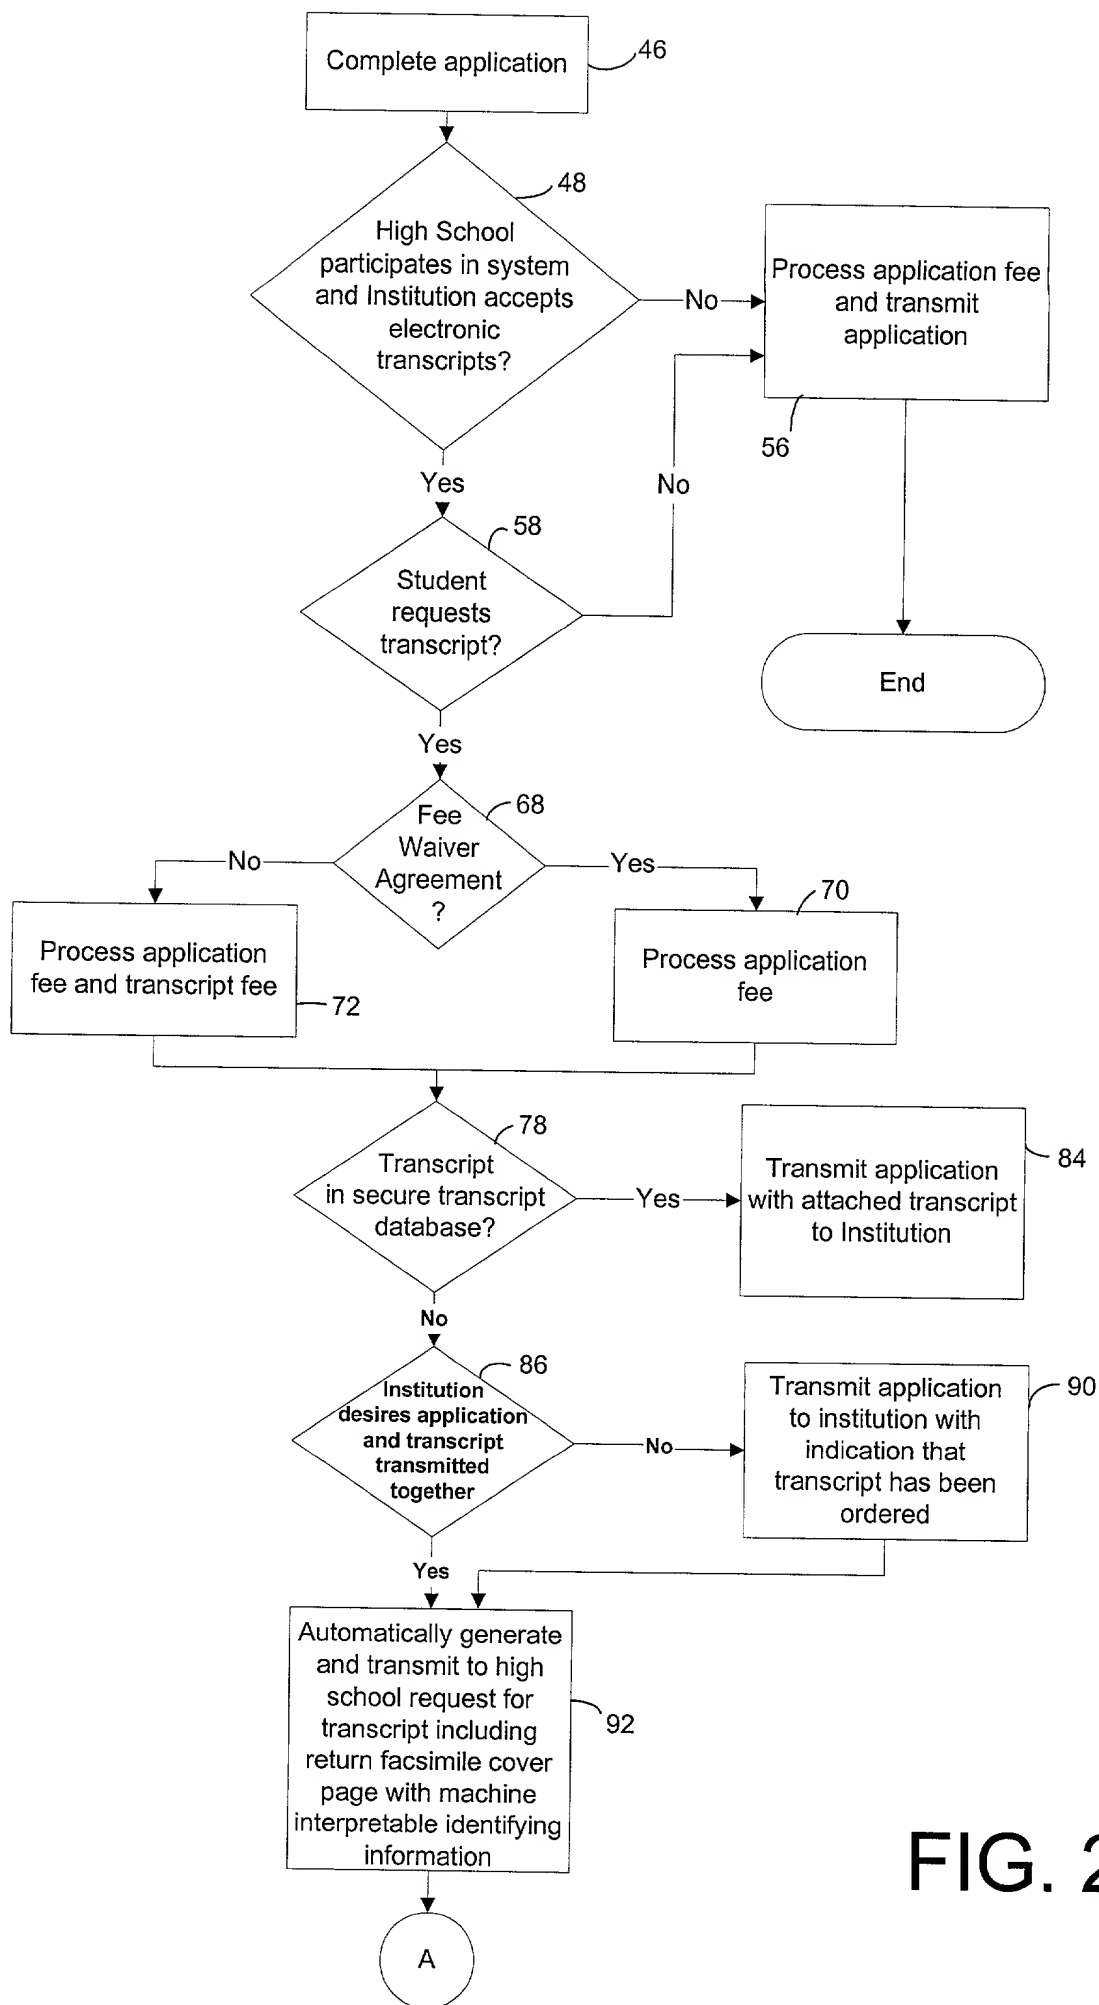 Complete application
46
48
High School
participates in system
and Institution accepts
electronic
transcripts?
No
Process application fee
and transmit
application
56
Yes
No
58
Student
requests
transcript?
End
Yes
68
Fee
Waiver
Agreement
?
No
Yes
70
Process application
fee and transcript fee
72
Process application
fee
78
Transcript
in secure transcript
database?
Yes
Transmit application
with attached transcript
to Institution
84
No
86
Institution
desires application
and transcript
transmitted
together
No
Transmit application
to institution with
indication that
transcript has been
ordered
90
Yes
Automatically generate
and transmit to high
school request for
transcript including
return facsimile cover
page with machine
interpretable identifying
information
92
FIG. 2
A